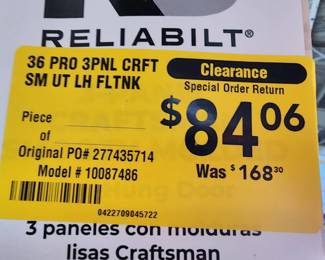 RELIABILT®
36 PRO 3PNL CRFT
SM UT LH FLTNK
Clearance
Special Order Return
$84.06
Piece
of
Was $168.30
Original PO# 277435714
Model # 10087486
0422709045722
3 paneles con molduras
lisas Craftsman